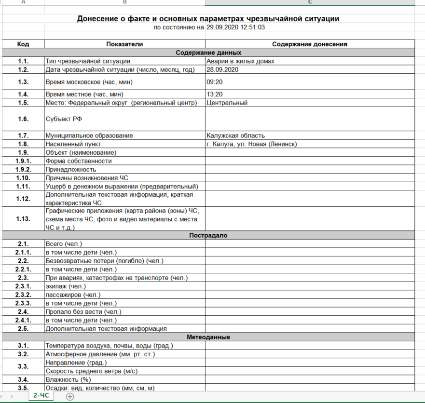 A B C
Донесение о факте и основных параметрах чрезвычайной ситуации
по состоянию на 29.09.2020 12:51:03
Код Показатели Содержание донесения
Содержание данных
1.1. Тип чрезвычайной ситуации Аварии в жилых домах
1.2. Дата чрезвычайной ситуации (число, месяц, год) 28.09.2020
1.3. Время московское (час, мин) 09:20
1.4. Время местное (час, мин) 13:20
1.5. Место: Федеральный округ (региональный центр) Центральный
1.6. Субъект РФ
1.7. Муниципальное образование Калужская область
1.8. Населенный пункт г. Калуга, ул. Новая (Ленинск)
1.9. Объект (наименование)
1.9.1. Форма собственности
1.9.2. Принадлежность
1.10. Причины возникновения ЧС
1.11. Ущерб в денежном выражении (предварительный)
1.12. Дополнительная текстовая информация, краткая
характеристика ЧС
1.13. Графические приложения (карта района (зоны) ЧС,
схема места ЧС, фото и видео материалы с места
ЧС и т.д.)
Пострадало
2.1. Всего (чел.)
2.1.1. в том числе дети (чел.)
2.2. Безвозвратные потери (погибло) (чел.)
2.2.1. в том числе дети (чел.)
2.3. При авариях, катастрофах на транспорте (чел.)
2.3.1. экипаж (чел.)
2.3.2. пассажиров (чел.)
2.3.3. в том числе дети (чел.)
2.4. Пропало без вести (чел.)
2.4.1. в том числе дети (чел.)
2.5. Дополнительная текстовая информация
Метеоданные
3.1. Температура воздуха, почвы, воды (град.)
3.2. Атмосферное давление (мм. рт. ст.)
3.3. Направление (град.)
Скорость среднего ветра (м/с)
3.4. Влажность (%)
3.5. Осадки: вид, количество (мм, см, м)
2-ЧС